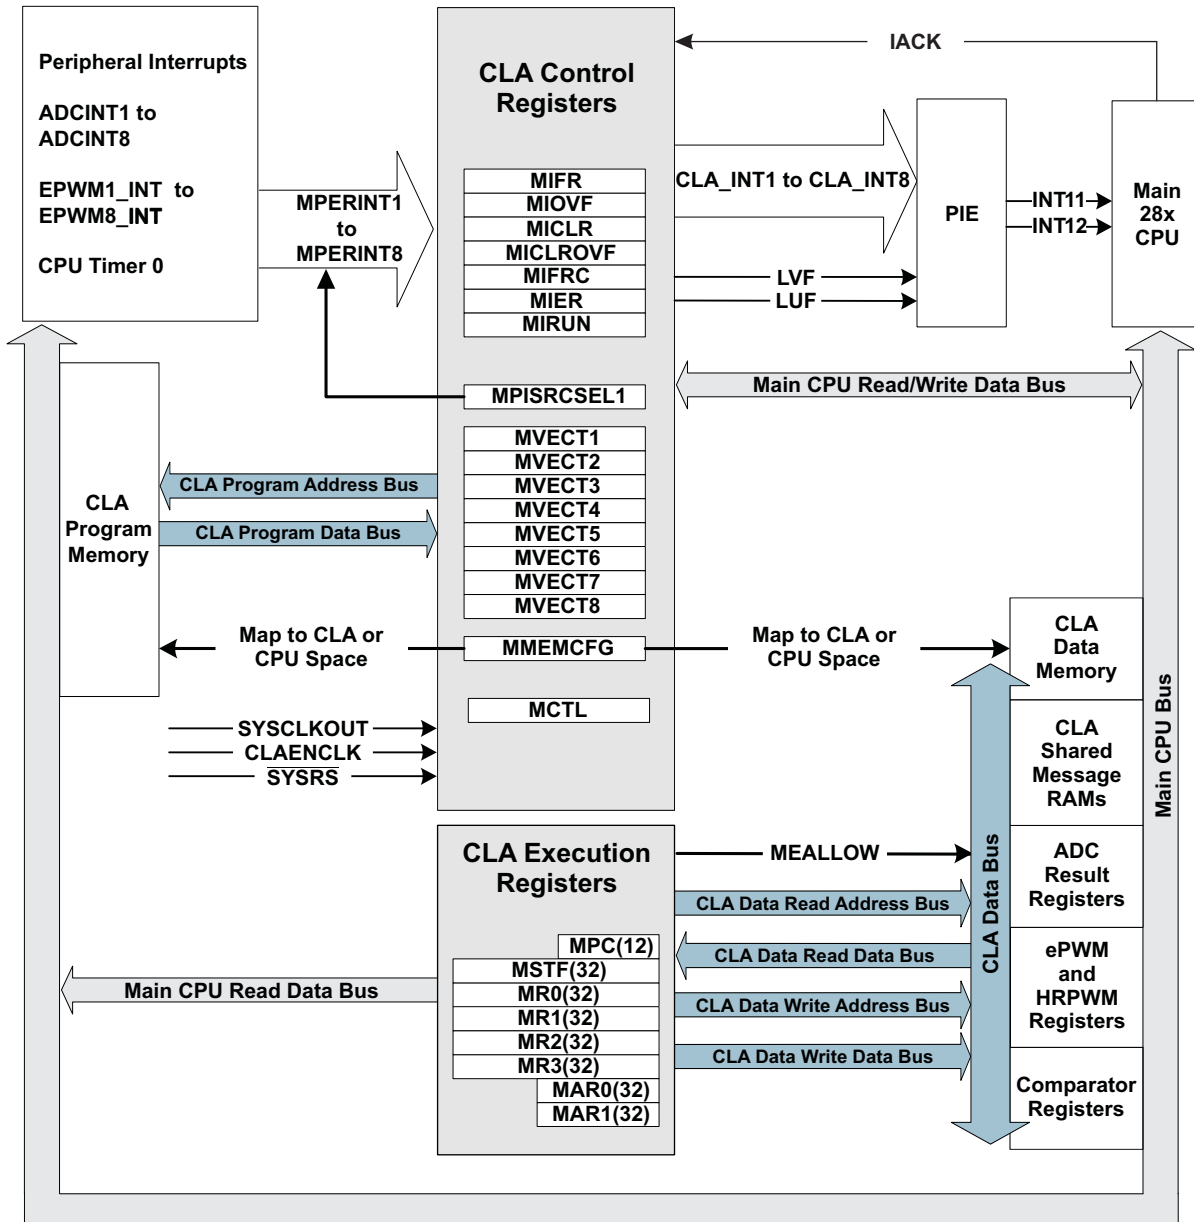 Peripheral Interrupts
ADCINT1 to
ADCINT8
EPWM1_INT to
EPWM8_INT
CPU Timer 0
MPERINT1
to
MPERINT8
CLA Control
Registers
MIFR
MIOVF
MICLR
MICLROVF
MIFRC
MIER
MIRUN
MPISRCSEL1
MVECT1
MVECT2
MVECT3
MVECT4
MVECT5
MVECT6
MVECT7
MVECT8
MMEMCFG
MCTL
IACK
CLA_INT1 to CLA_INT8
LVF
LUF
PIE
INT11
INT12
Main
28x
CPU
Main CPU Read/Write Data Bus
CLA
Program
Memory
CLA Program Address Bus
CLA Program Data Bus
Map to CLA or
CPU Space
Map to CLA or
CPU Space
SYSCLKOUT
CLAENCLK
SYSRS
CLA
Data
Memory
CLA
Shared
Message
RAMs
ADC
Result
Registers
ePWM
and
HRPWM
Registers
Comparator
Registers
Main CPU Bus
CLA Data Bus
CLA Execution
Registers
MPC(12)
MSTF(32)
MR0(32)
MR1(32)
MR2(32)
MR3(32)
MAR0(32)
MAR1(32)
MEALLOW
CLA Data Read Address Bus
CLA Data Read Data Bus
CLA Data Write Address Bus
CLA Data Write Data Bus
Main CPU Read Data Bus